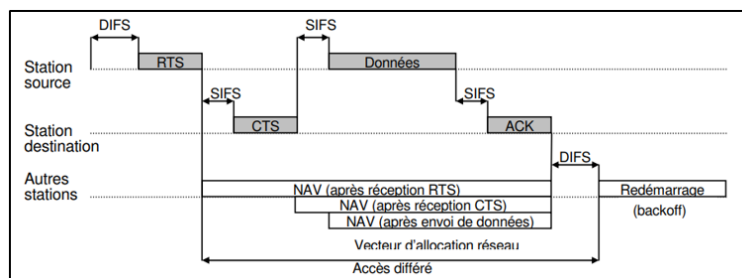 DIFS
SIFS
RTS
Données
Station
source
SIFS
SIFS
CTS
ACK
Station
destination
DIFS
Autres
stations
NAV (après réception RTS)
Redémarrage
NAV (après réception CTS)
(backoff)
NAV (après envoi de données)
Vecteur d'allocation réseau
Accès différé